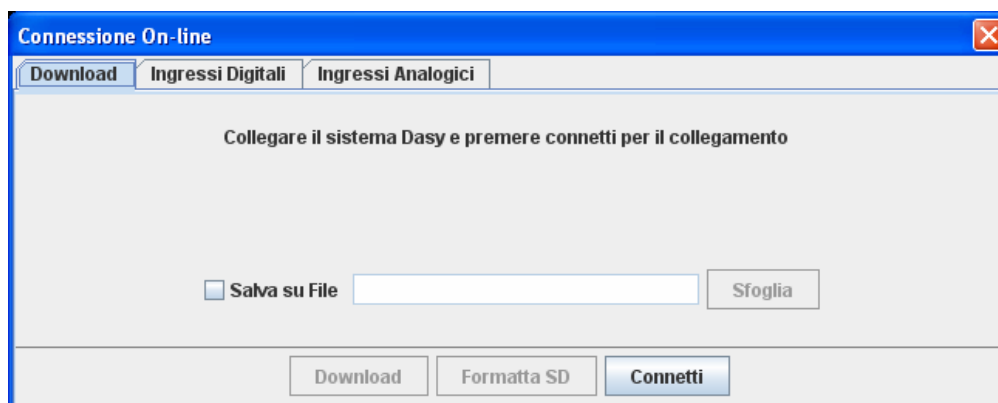 Connessione On-line
Download Ingressi Digitali Ingressi Analogici
Collegare il sistema Dasy e premere connetti per il collegamento
Salva su File Sfoglia
Download Formatta SD Connetti